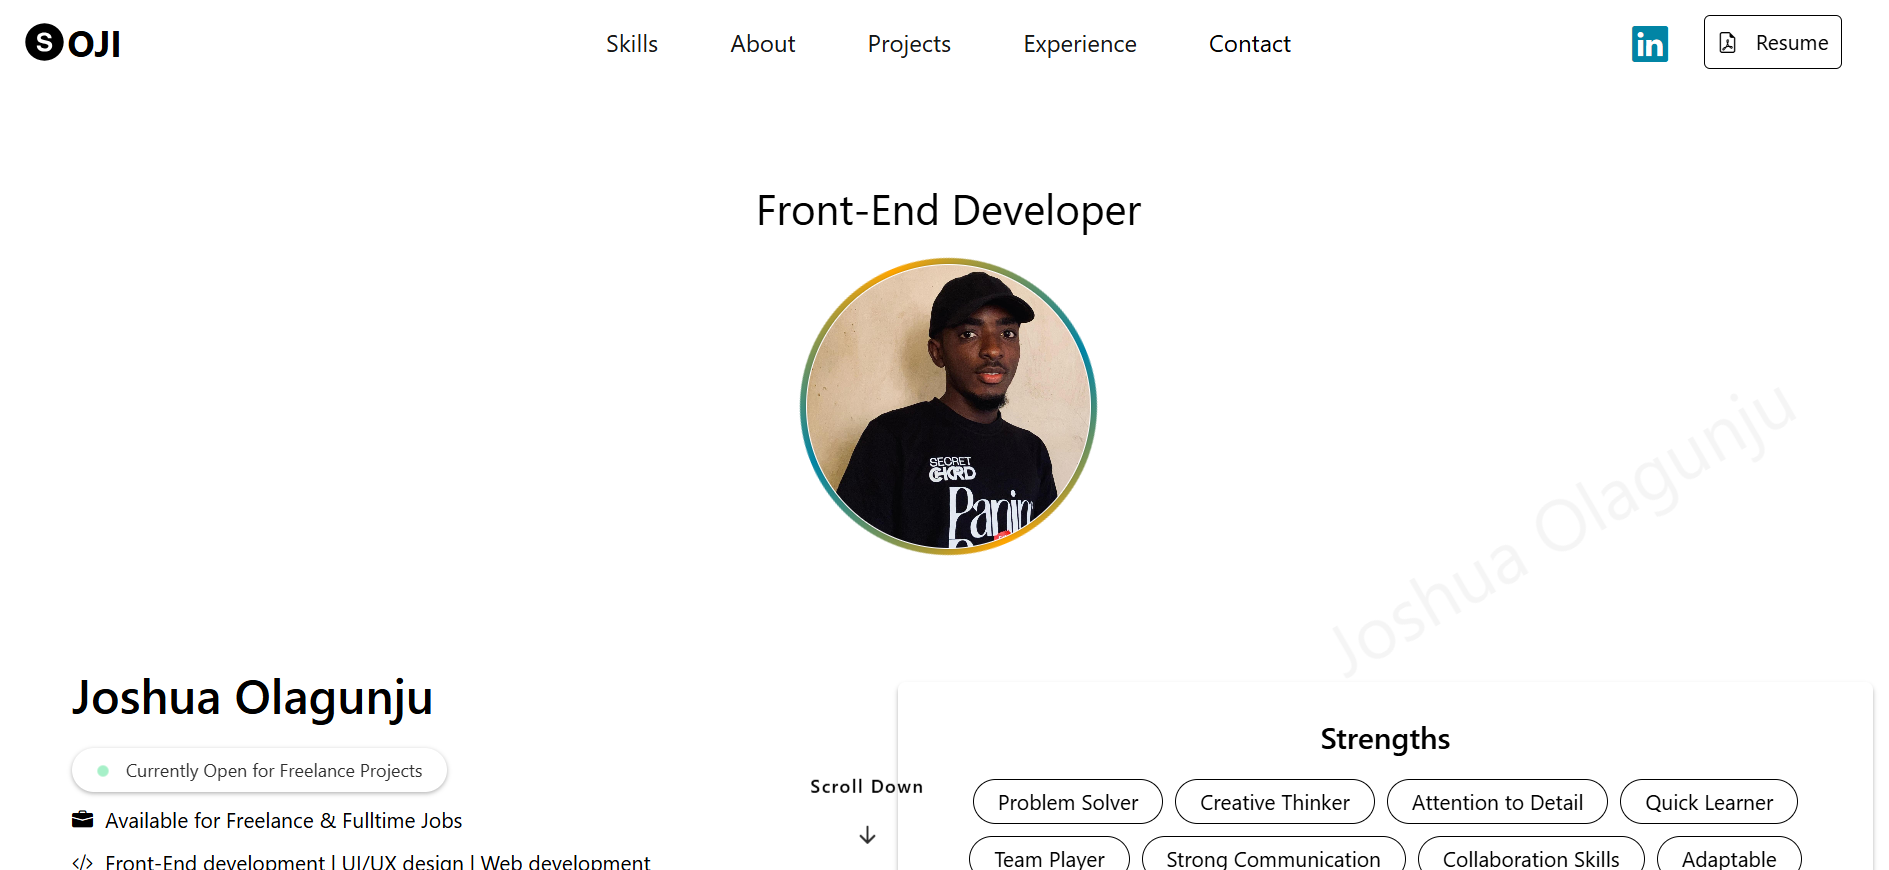 SOJI
Skills About Projects Experience Contact
in Resume
Front-End Developer
SECRET
Joshua Olagunju
Joshua Olagunju
Currently Open for Freelance Projects
Available for Freelance & Fulltime Jobs
</> Front-End development | UI/UX design | Web development
Scroll Down
Strengths
Problem Solver Creative Thinker Attention to Detail Quick Learner
Team Player Strong Communication Collaboration Skills Adaptable